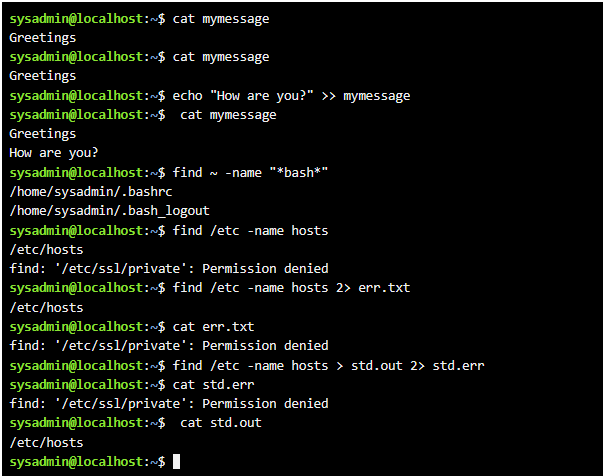 sysadmin@localhost:~$ cat mymessage
Greetings
sysadmin@localhost:~$ cat mymessage
Greetings
sysadmin@localhost:~$ echo "How are you?" >> mymessage
sysadmin@localhost:~$  cat mymessage
Greetings
How are you?
sysadmin@localhost:~$ find ~ -name "*bash*"
/home/sysadmin/.bashrc
/home/sysadmin/.bash_logout
sysadmin@localhost:~$ find /etc -name hosts
/etc/hosts
find: '/etc/ssl/private': Permission denied
sysadmin@localhost:~$ find /etc -name hosts 2> err.txt
/etc/hosts
sysadmin@localhost:~$ cat err.txt
find: '/etc/ssl/private': Permission denied
sysadmin@localhost:~$ find /etc -name hosts > std.out 2> std.err
sysadmin@localhost:~$ cat std.err
find: '/etc/ssl/private': Permission denied
sysadmin@localhost:~$  cat std.out
/etc/hosts
sysadmin@localhost:~$